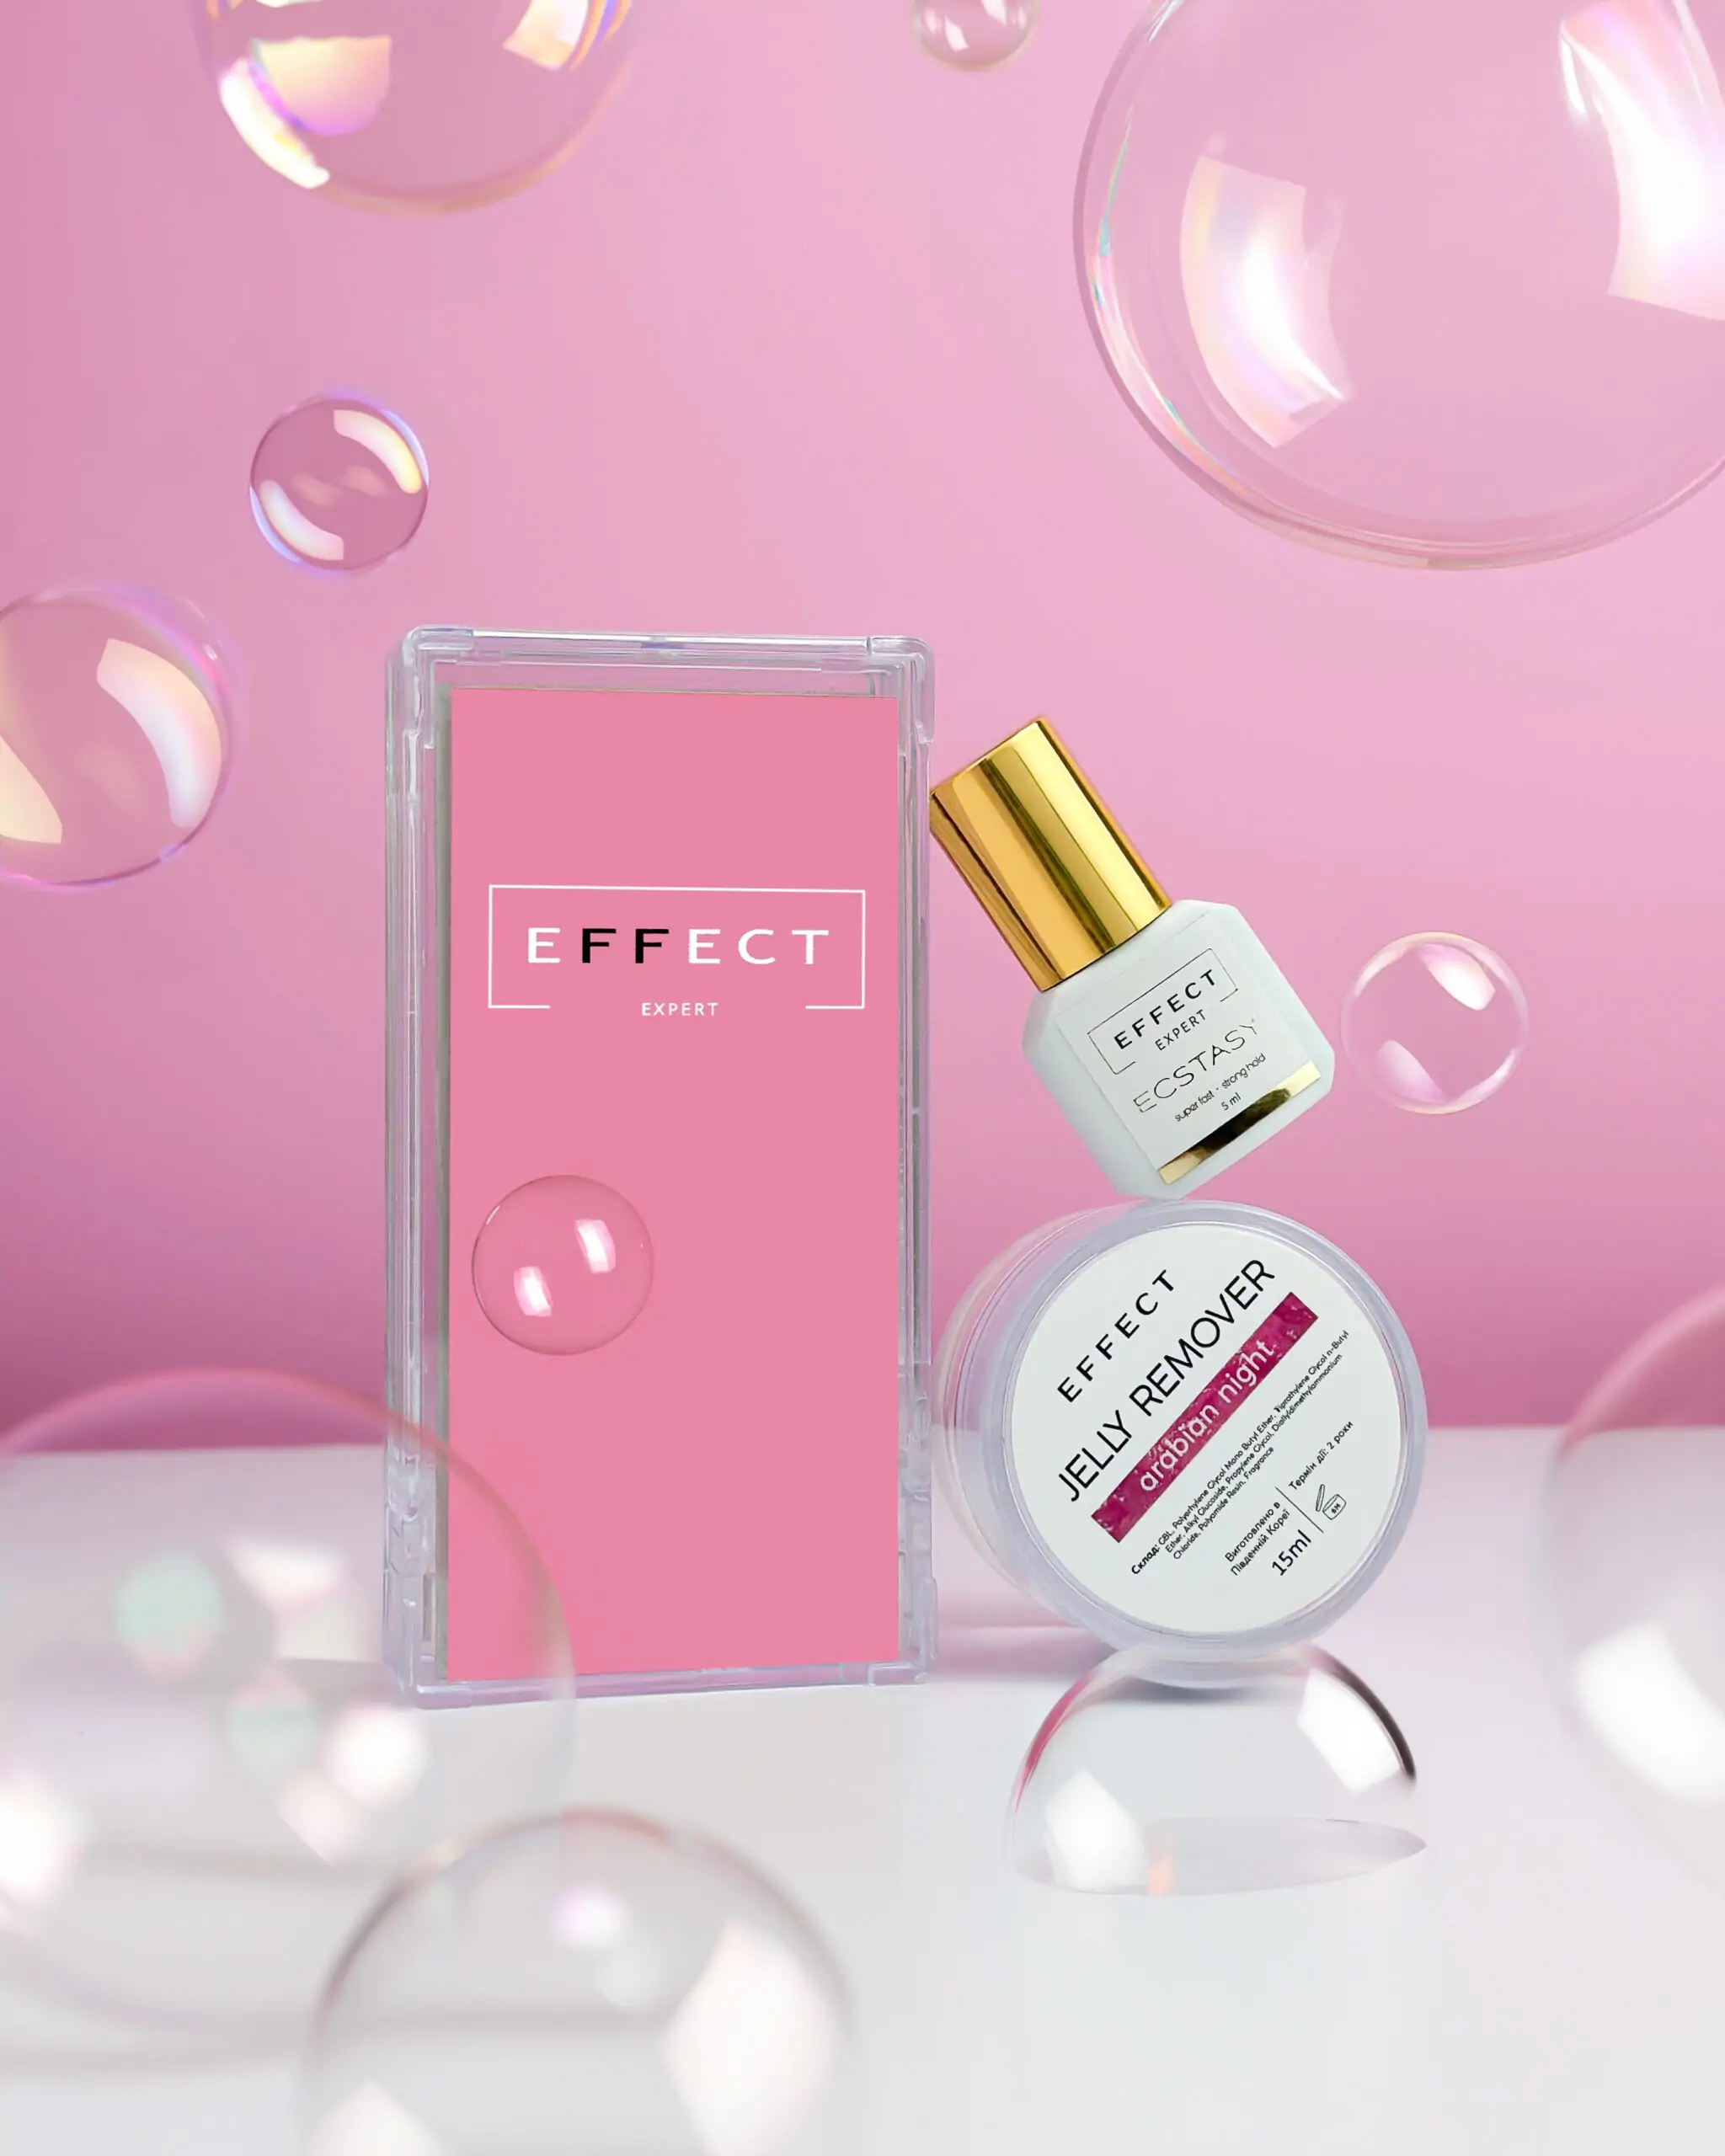 EFFECT
EXPERT
EFFECT
EXPERT
ECSTASY
super fast · strong hold
5 ml
EFFECT
JELLY REMOVER
arabian night
Склад: GBL, Polyethylene Glycol Mono Butyl Ether, Tiprothylene Glycol n-Butyl
Ether, Alkyl Glucoside, Propylene Glycol, Diallyldimethylammonium
Chloride, Polyamide Resin, Fragrance
Виготовлено в
Південній Кореї
15ml
Термін дії: 2 роки